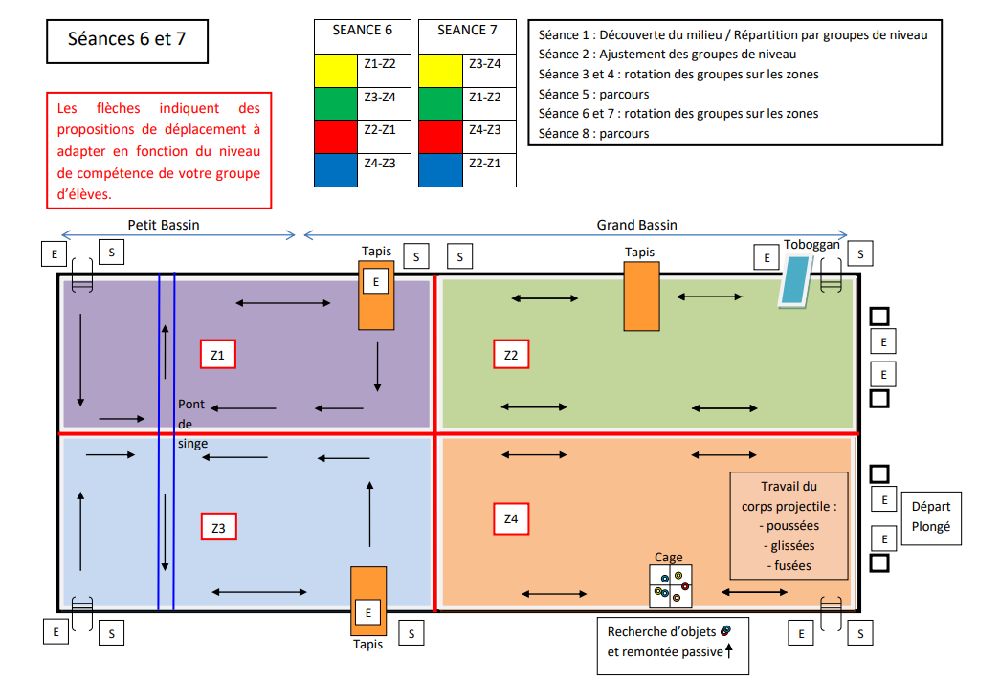 Séances 6 et 7
SEANCE 6
SEANCE 7
Z1-Z2
Z3-Z4
Z3-Z4
Z1-Z2
Z2-Z1
Z4-Z3
Z4-Z3
Z2-Z1
Séance 1 : Découverte du milieu / Répartition par groupes de niveau
Séance 2 : Ajustement des groupes de niveau
Séance 3 et 4 : rotation des groupes sur les zones
Séance 5 : parcours
Séance 6 et 7 : rotation des groupes sur les zones
Séance 8 : parcours
Les flèches indiquent des
propositions de déplacement à
adapter en fonction du niveau
de compétence de votre groupe
d'élèves.
Petit Bassin
Grand Bassin
E
S
Tapis
S
S
Tapis
E
Toboggan
S
E
Z1
Z2
E
E
Pont
de
singe
Z3
Z4
Travail du
corps projectile :
- poussées
- glissées
- fusées
E
E
Départ
Plongé
Cage
E
S
E
Tapis
S
E
S
Recherche d'objets
et remontée passive